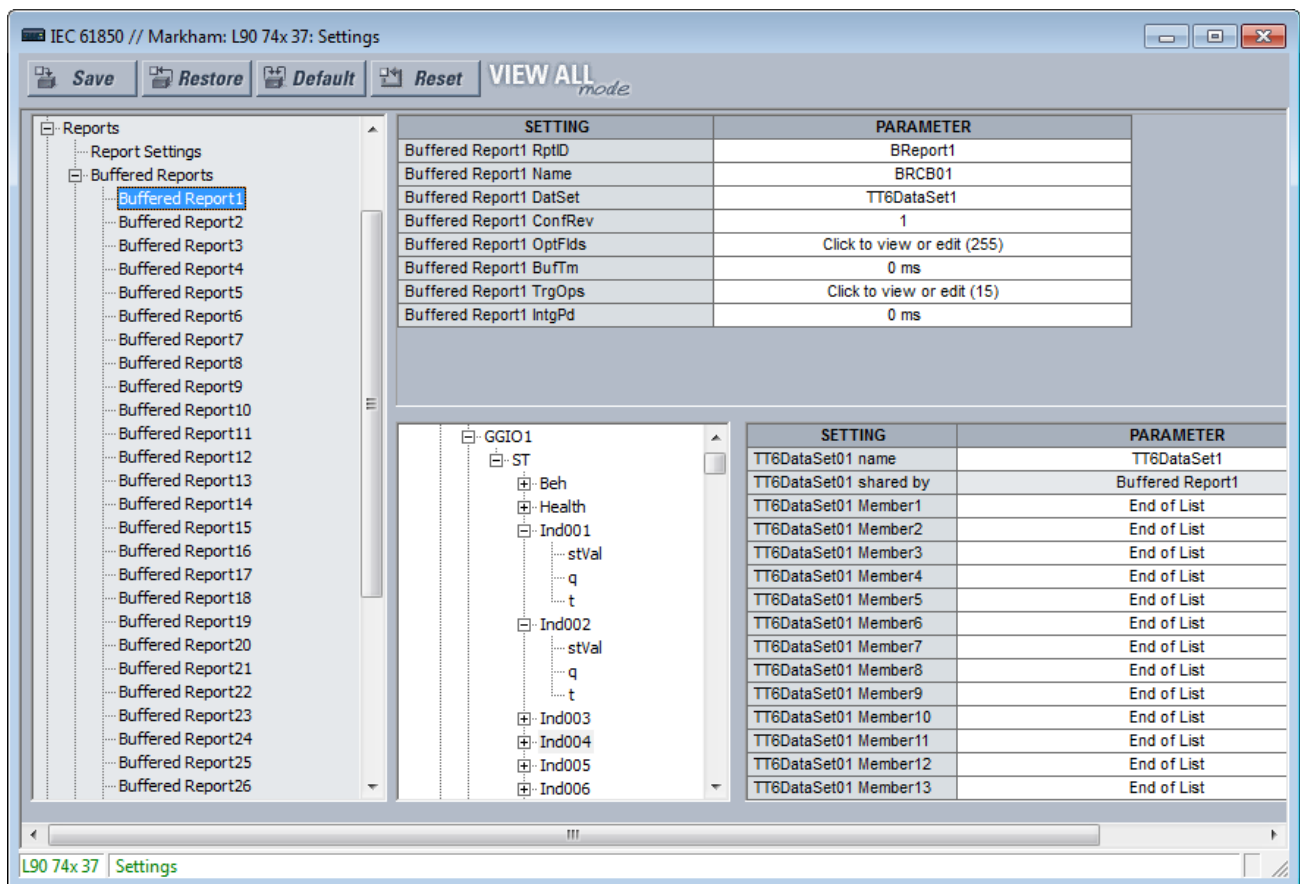 IEC 61850 // Markham: L90 74x 37: Settings
Save Restore Default Reset VIEW ALL mode
Reports
Report Settings
Buffered Reports
Buffered Report1
Buffered Report2
Buffered Report3
Buffered Report4
Buffered Report5
Buffered Report6
Buffered Report7
Buffered Report8
Buffered Report9
Buffered Report10
Buffered Report11
Buffered Report12
Buffered Report13
Buffered Report14
Buffered Report15
Buffered Report16
Buffered Report17
Buffered Report18
Buffered Report19
Buffered Report20
Buffered Report21
Buffered Report22
Buffered Report23
Buffered Report24
Buffered Report25
Buffered Report26
SETTING PARAMETER
Buffered Report1 RptID BReport1
Buffered Report1 Name BRCB01
Buffered Report1 DatSet TT6DataSet1
Buffered Report1 ConfRev 1
Buffered Report1 OptFlds Click to view or edit (255)
Buffered Report1 BufTm 0 ms
Buffered Report1 TrgOps Click to view or edit (15)
Buffered Report1 IntgPd 0 ms
GGIO1
ST
Beh
Health
Ind001
stVal
q
t
Ind002
stVal
q
t
Ind003
Ind004
Ind005
Ind006
SETTING PARAMETER
TT6DataSet01 name TT6DataSet1
TT6DataSet01 shared by Buffered Report1
TT6DataSet01 Member1 End of List
TT6DataSet01 Member2 End of List
TT6DataSet01 Member3 End of List
TT6DataSet01 Member4 End of List
TT6DataSet01 Member5 End of List
TT6DataSet01 Member6 End of List
TT6DataSet01 Member7 End of List
TT6DataSet01 Member8 End of List
TT6DataSet01 Member9 End of List
TT6DataSet01 Member10 End of List
TT6DataSet01 Member11 End of List
TT6DataSet01 Member12 End of List
TT6DataSet01 Member13 End of List
L90 74x 37 Settings